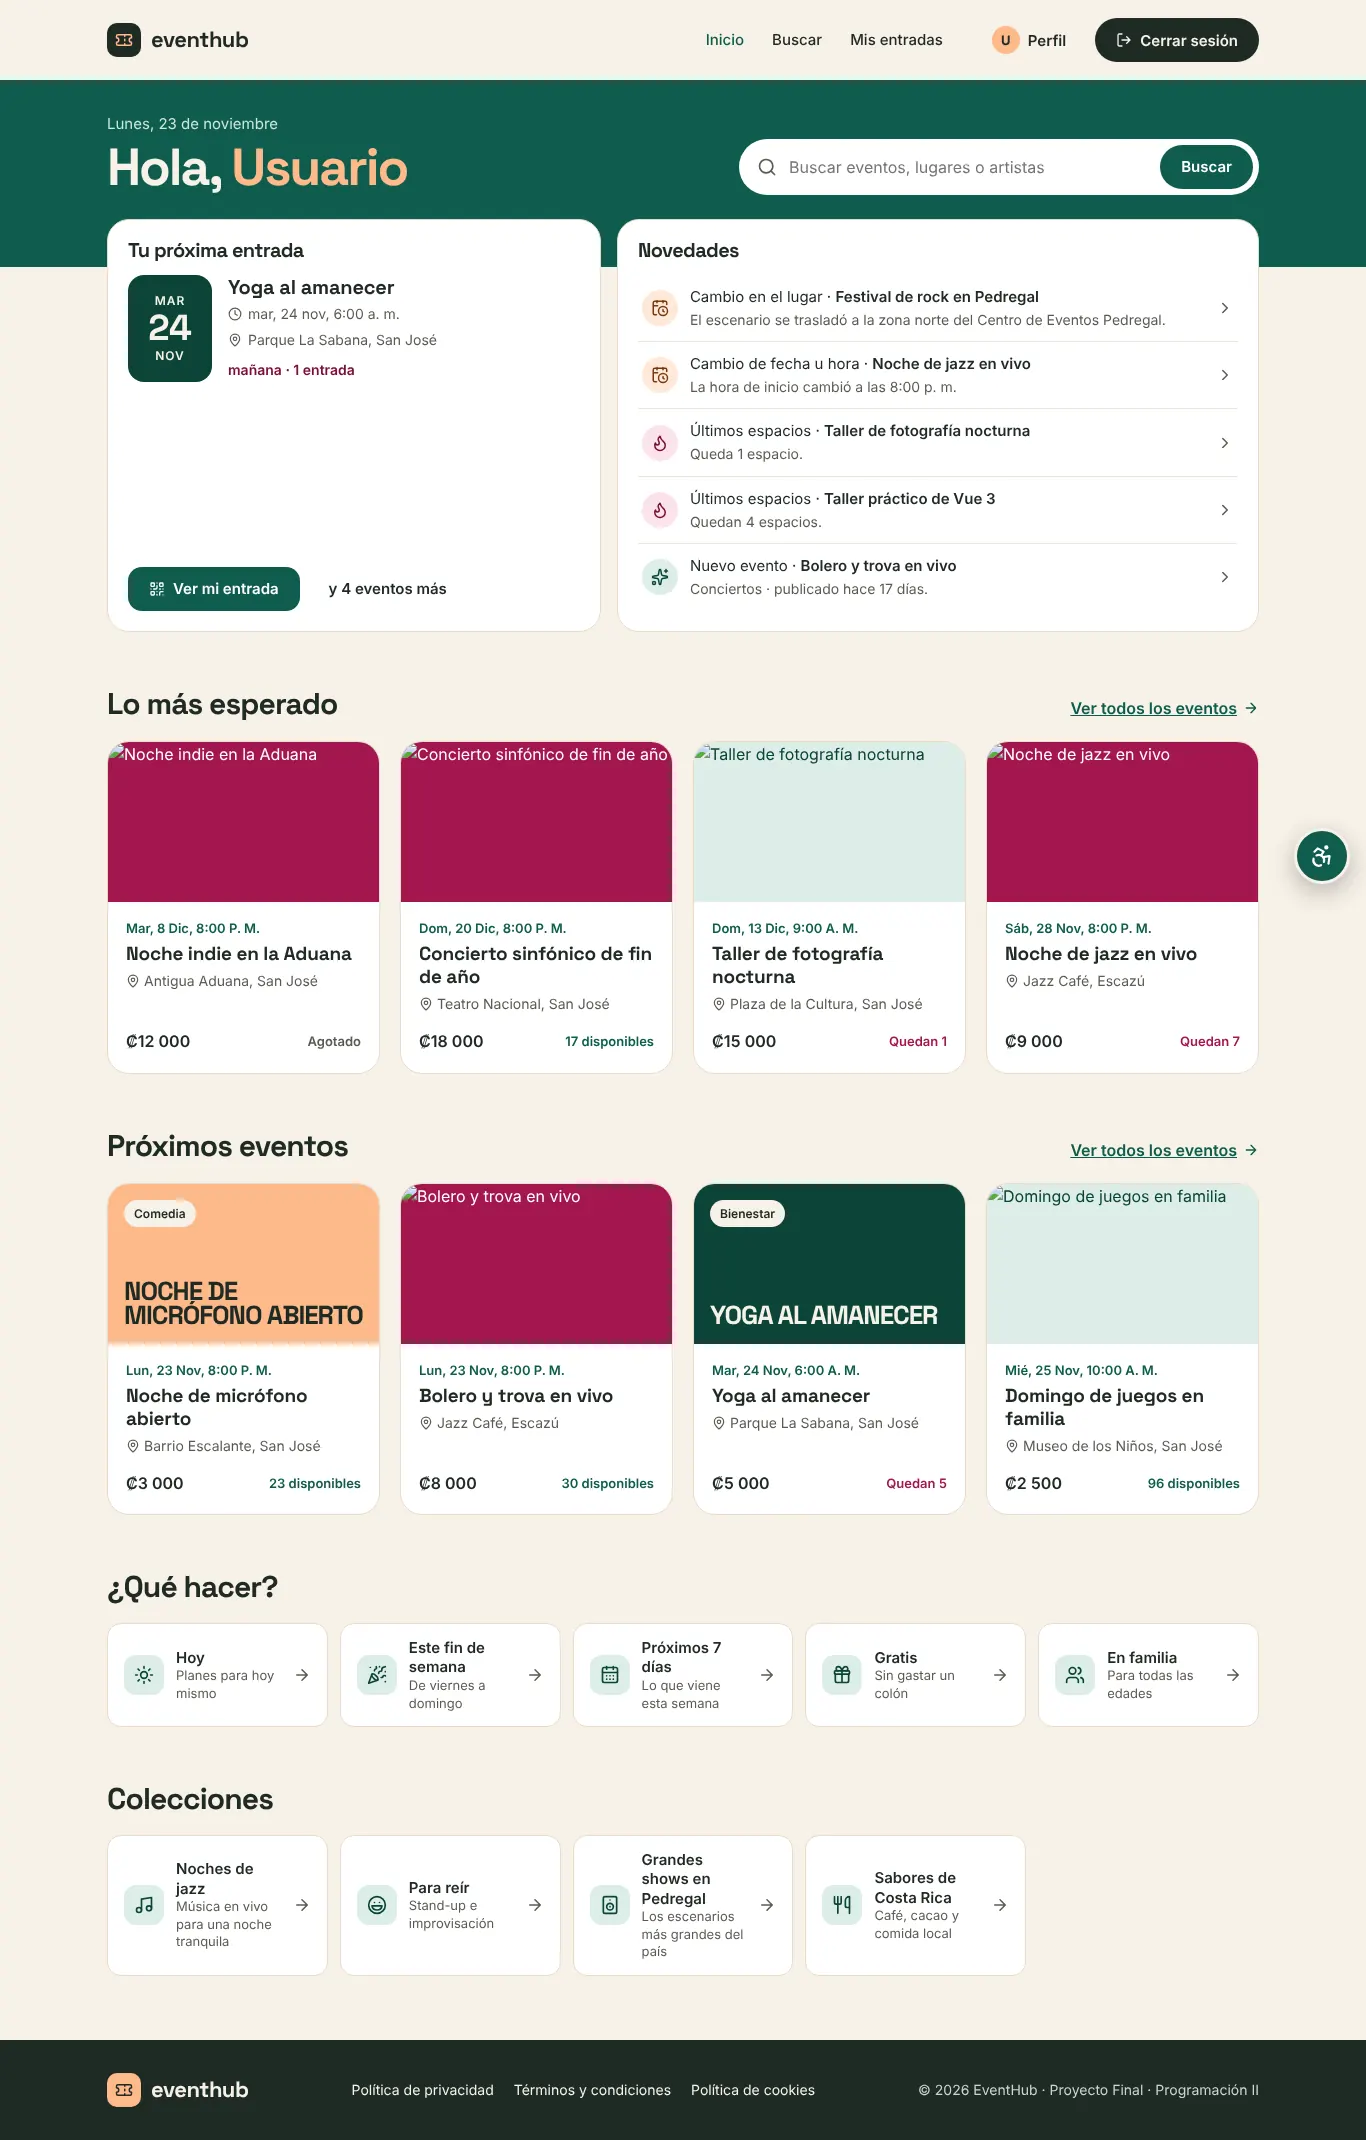 eventhub
Inicio
Buscar
Mis entradas
U
Perfil
Cerrar sesión
Lunes, 23 de noviembre
Hola, Usuario
Buscar eventos, lugares o artistas
Buscar
Tu próxima entrada
MAR
24
NOV
Yoga al amanecer
mar, 24 nov, 6:00 a. m.
Parque La Sabana, San José
mañana · 1 entrada
Ver mi entrada
y 4 eventos más
Novedades
Cambio en el lugar · Festival de rock en Pedregal
El escenario se trasladó a la zona norte del Centro de Eventos Pedregal.
Cambio de fecha u hora · Noche de jazz en vivo
La hora de inicio cambió a las 8:00 p. m.
Últimos espacios · Taller de fotografía nocturna
Queda 1 espacio.
Últimos espacios · Taller práctico de Vue 3
Quedan 4 espacios.
Nuevo evento · Bolero y trova en vivo
Conciertos · publicado hace 17 días.
Lo más esperado
Ver todos los eventos
Noche indie en la Aduana
Mar, 8 Dic, 8:00 P. M.
Noche indie en la Aduana
Antigua Aduana, San José
₡12 000
Agotado
Concierto sinfónico de fin de año
Dom, 20 Dic, 8:00 P. M.
Concierto sinfónico de fin
de año
Teatro Nacional, San José
₡18 000
17 disponibles
Taller de fotografía nocturna
Dom, 13 Dic, 9:00 A. M.
Taller de fotografía
nocturna
Plaza de la Cultura, San José
₡15 000
Quedan 1
Noche de jazz en vivo
Sáb, 28 Nov, 8:00 P. M.
Noche de jazz en vivo
Jazz Café, Escazú
₡9 000
Quedan 7
Próximos eventos
Ver todos los eventos
Comedia
NOCHE DE
MICRÓFONO ABIERTO
Lun, 23 Nov, 8:00 P. M.
Noche de micrófono
abierto
Barrio Escalante, San José
₡3 000
23 disponibles
Bolero y trova en vivo
Lun, 23 Nov, 8:00 P. M.
Bolero y trova en vivo
Jazz Café, Escazú
₡8 000
30 disponibles
Bienestar
YOGA AL AMANECER
Mar, 24 Nov, 6:00 A. M.
Yoga al amanecer
Parque La Sabana, San José
₡5 000
Quedan 5
Domingo de juegos en familia
Mié, 25 Nov, 10:00 A. M.
Domingo de juegos en
familia
Museo de los Niños, San José
₡2 500
96 disponibles
¿Qué hacer?
Hoy
Planes para hoy
mismo
Este fin de
semana
De viernes a
domingo
Próximos 7
días
Lo que viene
esta semana
Gratis
Sin gastar un
colón
En familia
Para todas las
edades
Colecciones
Noches de
jazz
Música en vivo
para una noche
tranquila
Para reír
Stand-up e
improvisación
Grandes
shows en
Pedregal
Los escenarios
más grandes del
país
Sabores de
Costa Rica
Café, cacao y
comida local
eventhub
Política de privacidad
Términos y condiciones
Política de cookies
© 2026 EventHub · Proyecto Final · Programación II